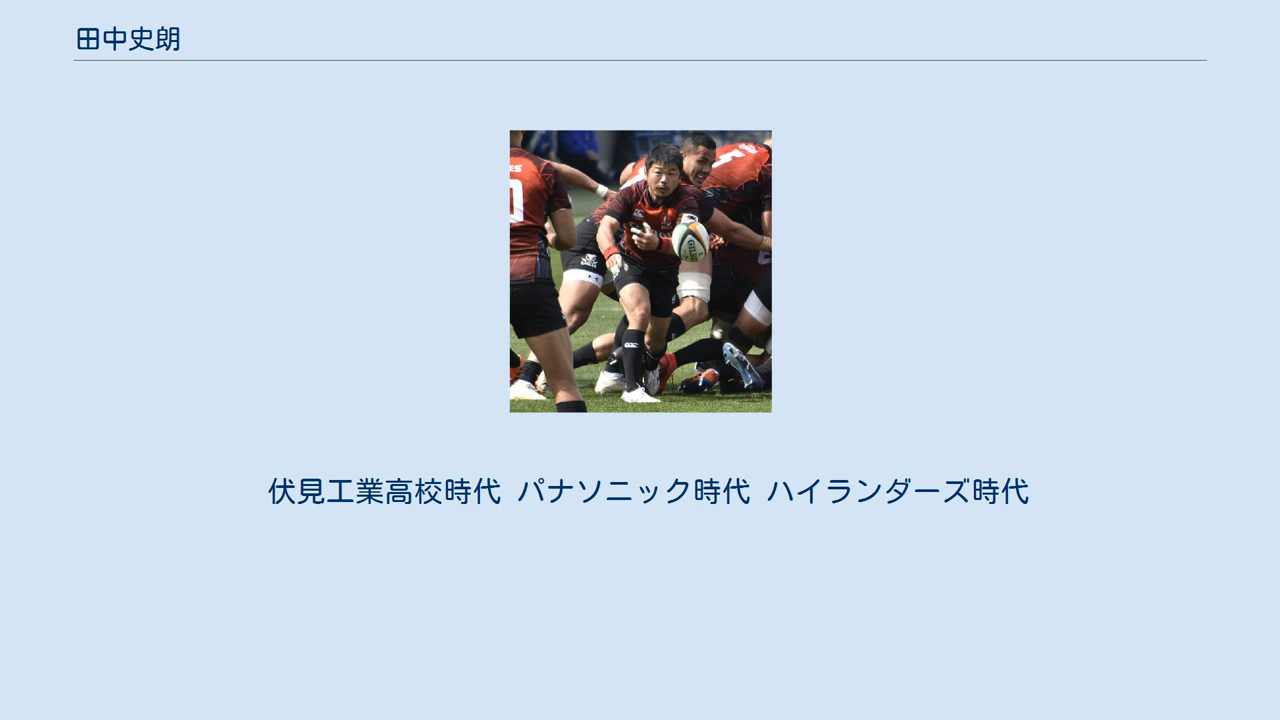 田中史朗
伏見工業高校時代 パナソニック時代 ハイランダーズ時代